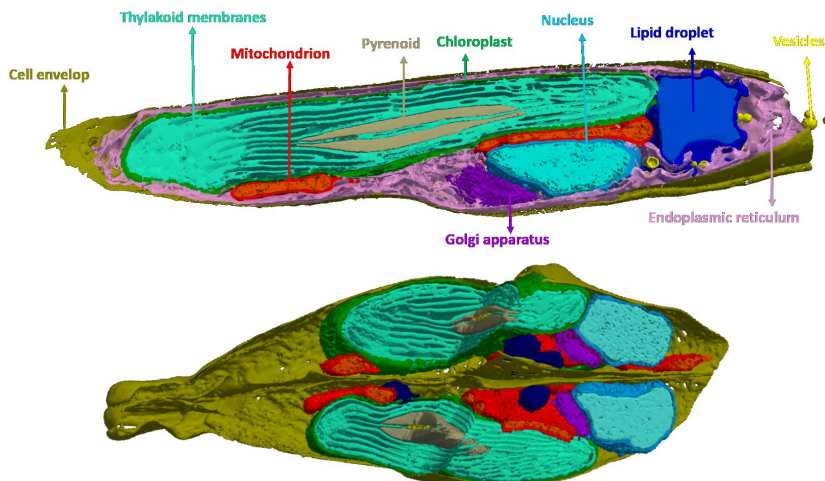 Thylakoid membranes
Nucleus
Lipid droplet
Vesicles
Chloroplast
Pyrenoid
Mitochondrion
Cell envelop
Endoplasmic reticulum
Golgi apparatus